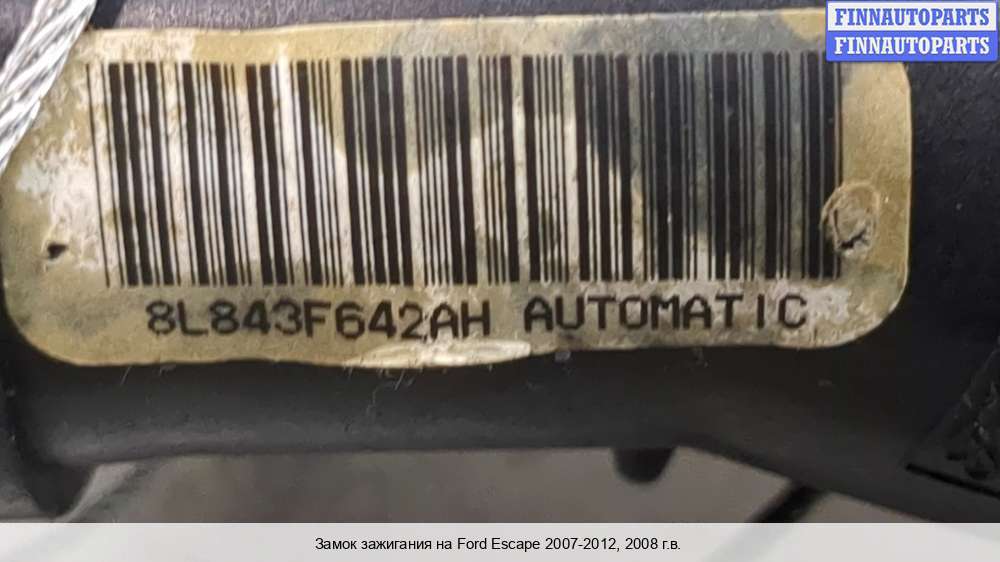 FINNAUTOPARTS
FINNAUTOPARTS
8L843F642AH AUTOMATIC
Замок зажигания на Ford Escape 2007-2012, 2008 г.в.